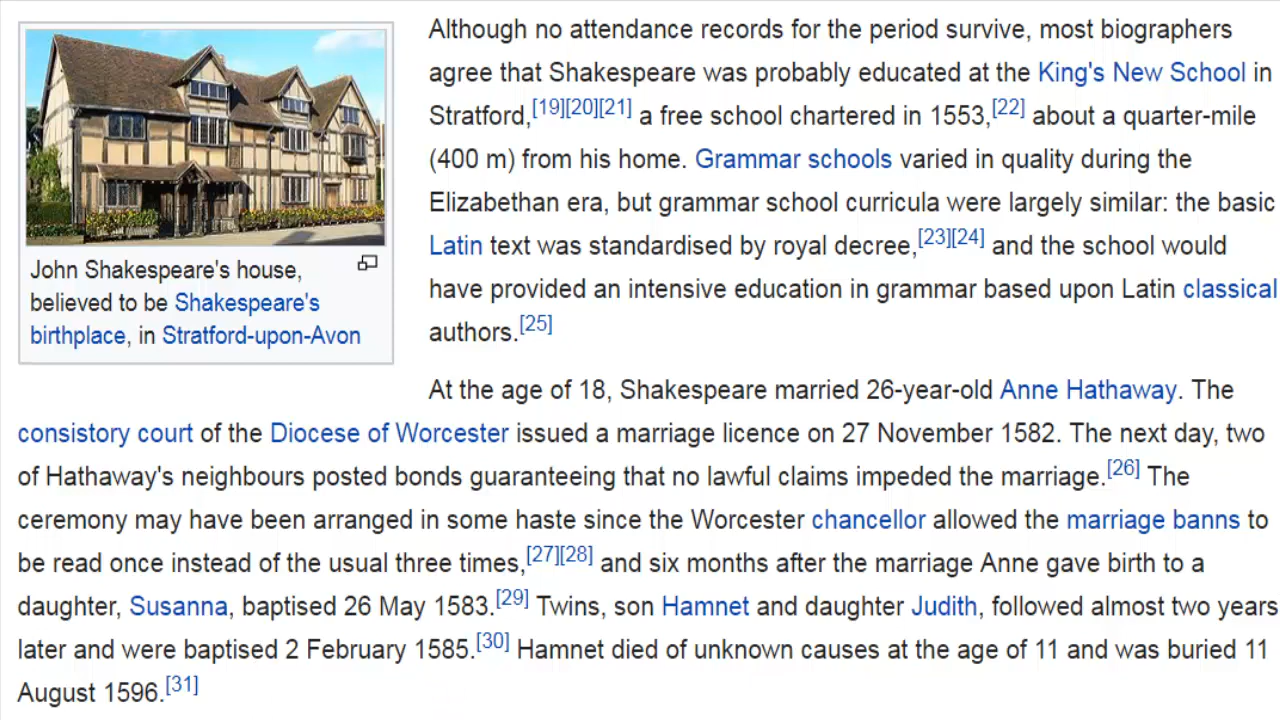 John Shakespeare's house,
believed to be Shakespeare's
birthplace, in Stratford-upon-Avon
Although no attendance records for the period survive, most biographers
agree that Shakespeare was probably educated at the King's New School in
Stratford,[19][20][21] a free school chartered in 1553,[22] about a quarter-mile
(400 m) from his home. Grammar schools varied in quality during the
Elizabethan era, but grammar school curricula were largely similar: the basic
Latin text was standardised by royal decree,[23][24] and the school would
have provided an intensive education in grammar based upon Latin classical
authors.[25]
At the age of 18, Shakespeare married 26-year-old Anne Hathaway. The
consistory court of the Diocese of Worcester issued a marriage licence on 27 November 1582. The next day, two
of Hathaway's neighbours posted bonds guaranteeing that no lawful claims impeded the marriage.[26] The
ceremony may have been arranged in some haste since the Worcester chancellor allowed the marriage banns to
be read once instead of the usual three times,[27][28] and six months after the marriage Anne gave birth to a
daughter, Susanna, baptised 26 May 1583.[29] Twins, son Hamnet and daughter Judith, followed almost two years
later and were baptised 2 February 1585.[30] Hamnet died of unknown causes at the age of 11 and was buried 11
August 1596.[31]